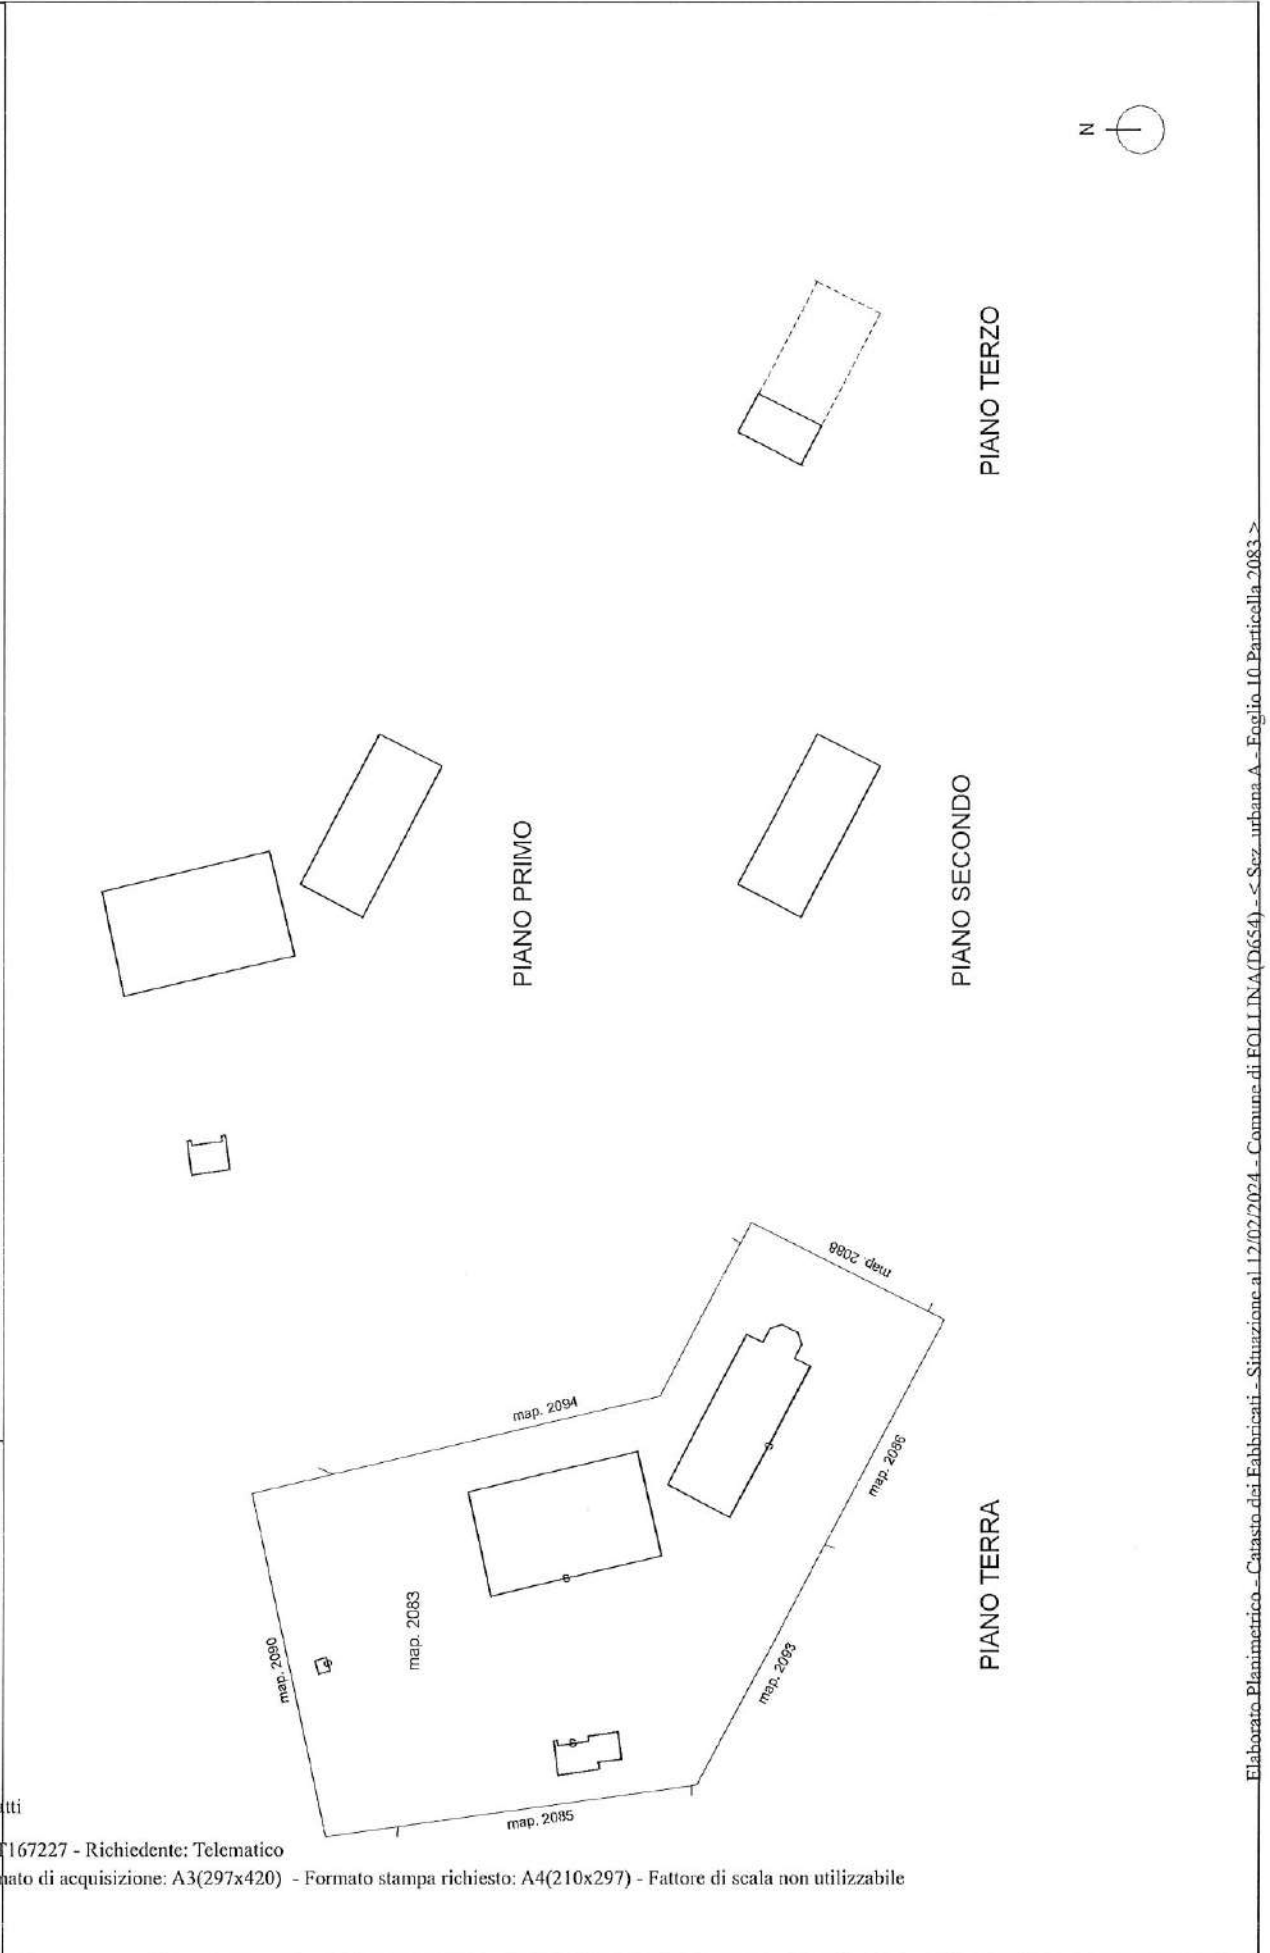 N
PIANO TERZO
PIANO PRIMO
PIANO SECONDO
map. 2088
map. 2094
map. 2086
map. 2083
map. 2090
map. 2093
map. 2085
PIANO TERRA
Elaborato Planimetrico - Catasto dei Fabbricati - Situazione al 12/02/2024 - Comune di FOLLINA(D654) - < Sez. urbana A - Foglio 10 Particella 2083 >
S
S
S
S
tti
T167227 - Richiedente: Telematico
nato di acquisizione: A3(297x420) - Formato stampa richiesto: A4(210x297) - Fattore di scala non utilizzabile